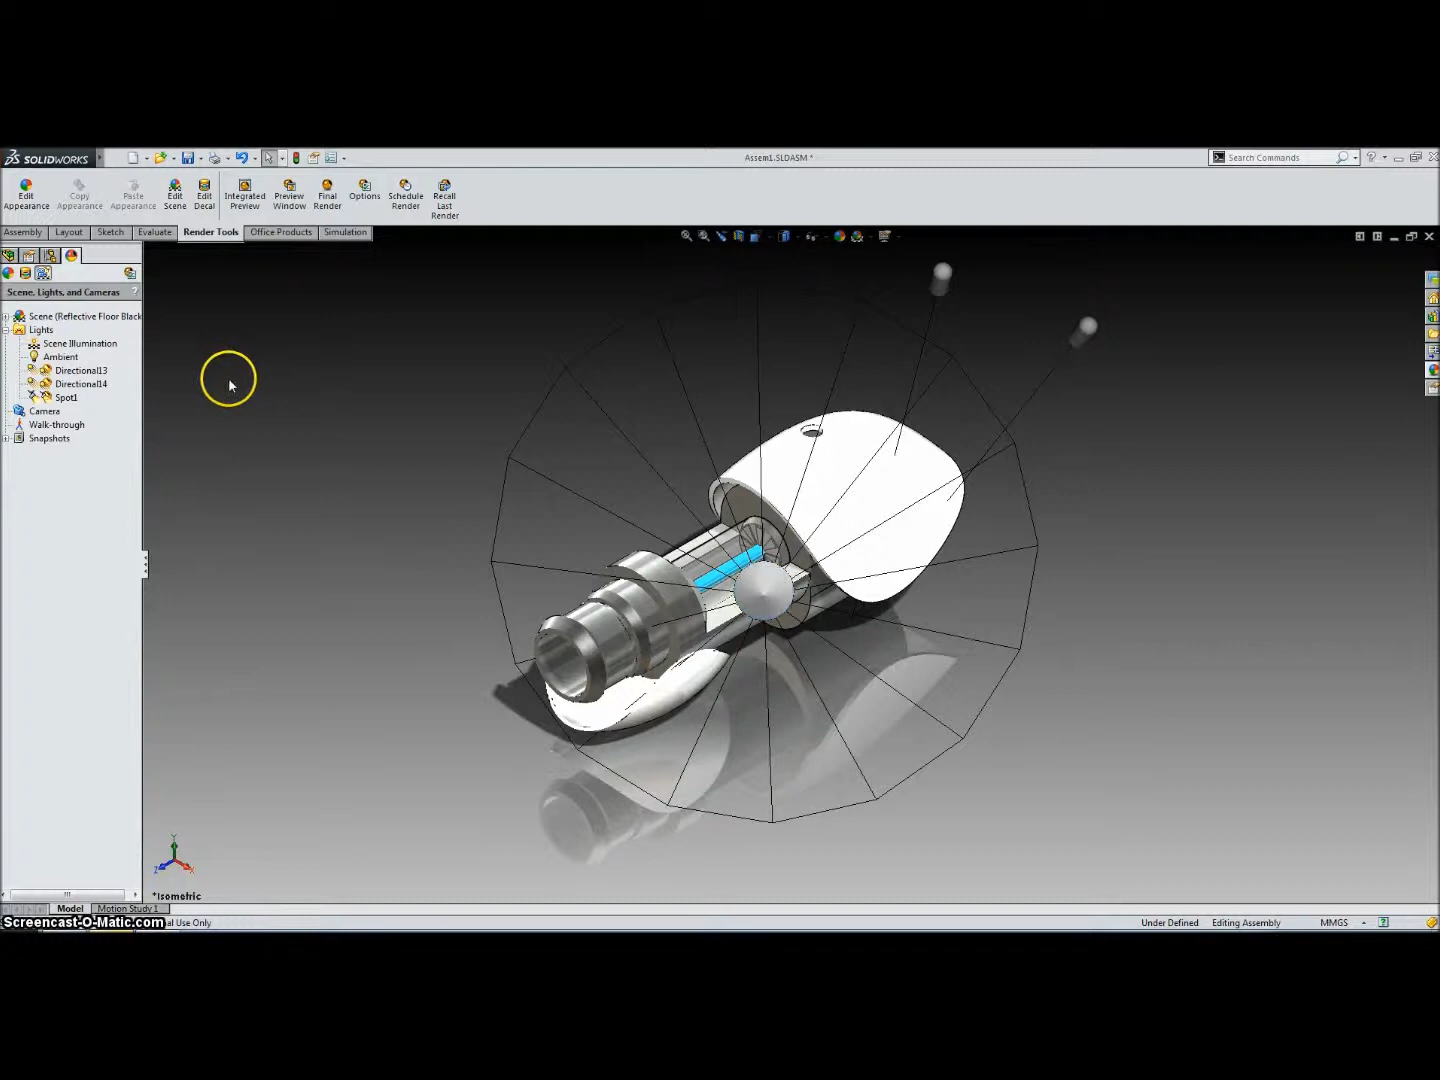 SOLIDWORKS
Assem1.SLDASM *
Search Commands
Edit Appearance
Copy Appearance
Paste Appearance
Edit Scene
Edit Decal
Integrated Preview
Preview Window
Final Render
Options
Schedule Render
Recall Last Render
Assembly
Layout
Sketch
Evaluate
Render Tools
Office Products
Simulation
Scene, Lights, and Cameras
?
Scene (Reflective Floor Black
Lights
Scene Illumination
Ambient
Directional13
Directional14
Spot1
Camera
Walk-through
Snapshots
Y
Z
X
*Isometric
Model
Motion Study 1
Screencast-O-Matic.com
al Use Only
Under Defined
Editing Assembly
MMGS